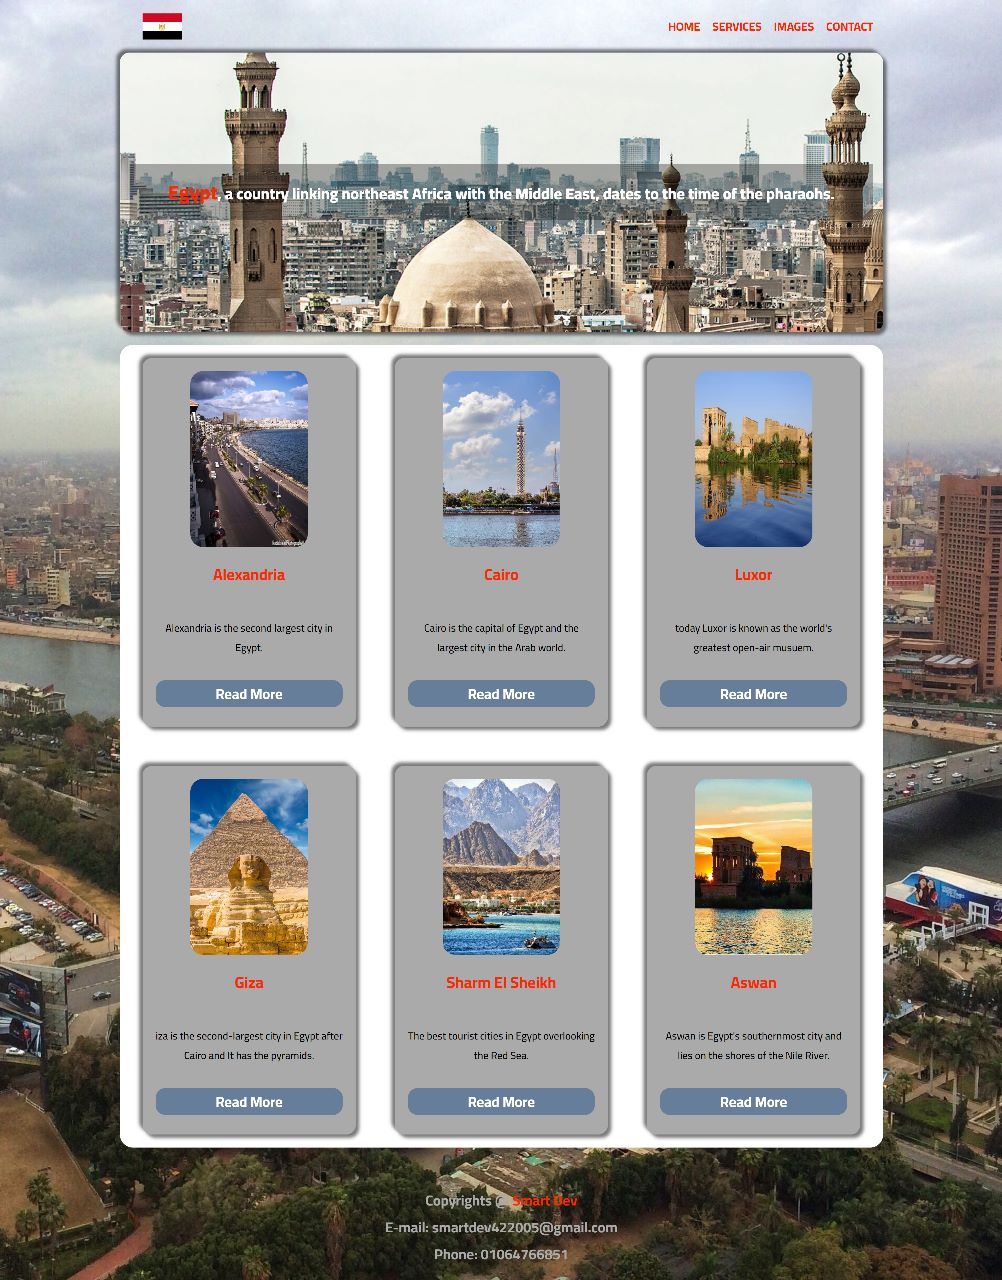 HOME SERVICES IMAGES CONTACT
Egypt, a country linking northeast Africa with the Middle East, dates to the time of the pharaohs.
Alexandria
Alexandria is the second largest city in
Egypt.
Read More
Cairo
Cairo is the capital of Egypt and the
largest city in the Arab world.
Read More
Luxor
today Luxor is known as the world's
greatest open-air musuem.
Read More
Giza
iza is the second-largest city in Egypt after
Cairo and It has the pyramids.
Read More
Sharm El Sheikh
The best tourist cities in Egypt overlooking
the Red Sea.
Read More
Aswan
Aswan is Egypt's southernmost city and
lies on the shores of the Nile River.
Read More
Copyrights @ Smart Dev
E-mail: smartdev422005@gmail.com
Phone: 01064766851